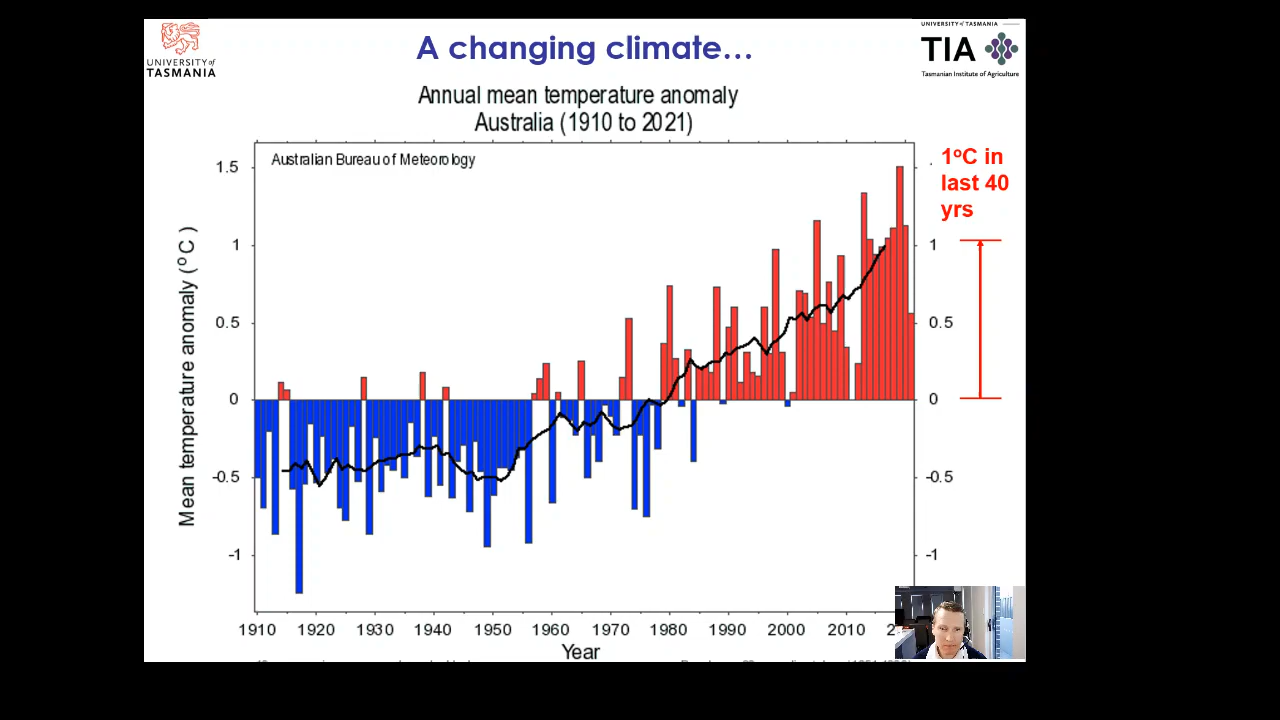 UNIVERSITY of
TASMANIA
A changing climate…
UNIVERSITY of TASMANIA
TIA
Tasmanian Institute of Agriculture
Annual mean temperature anomaly
Australia (1910 to 2021)
Australian Bureau of Meteorology
1ºC in
last 40
yrs
Mean temperature anomaly (ºC)
1.5
1
0.5
0
-0.5
-1
1
0.5
0
-0.5
-1
1910 1920 1930 1940 1950 1960 1970 1980 1990 2000 2010
Year